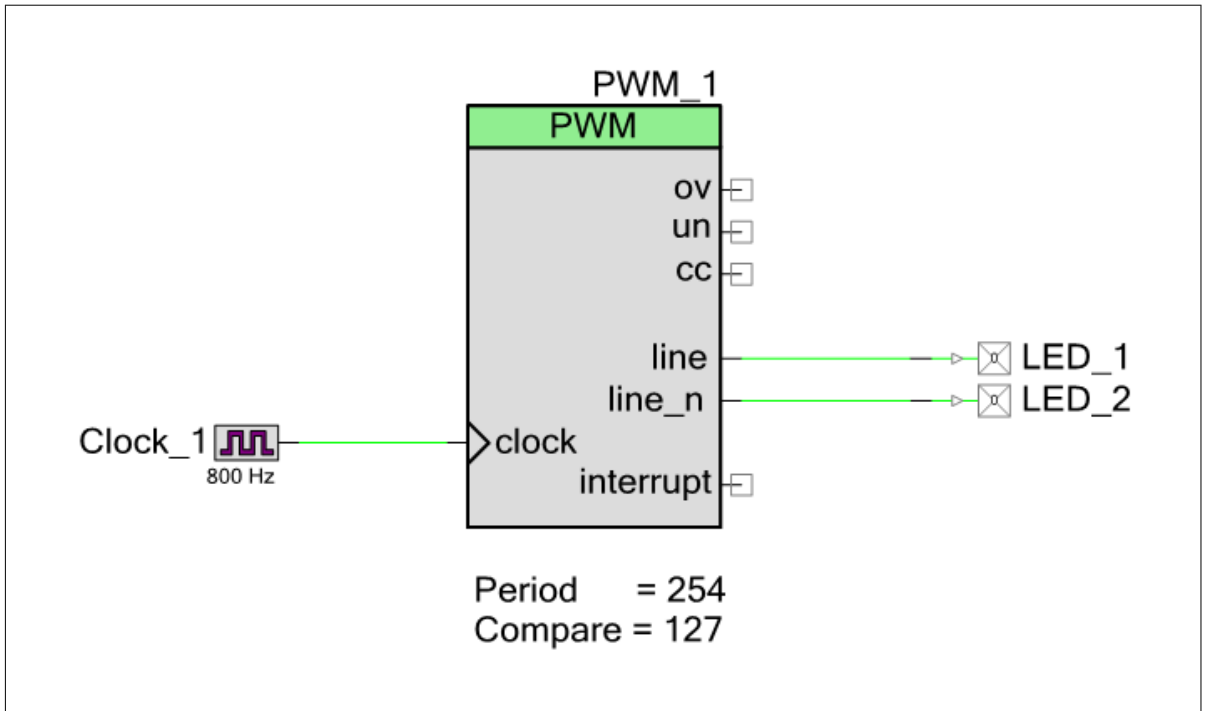 PWM_1
PWM
ov
un
cc
line
LED_1
line_n
LED_2
Clock_1
clock
800 Hz
interrupt
Period = 254
Compare = 127